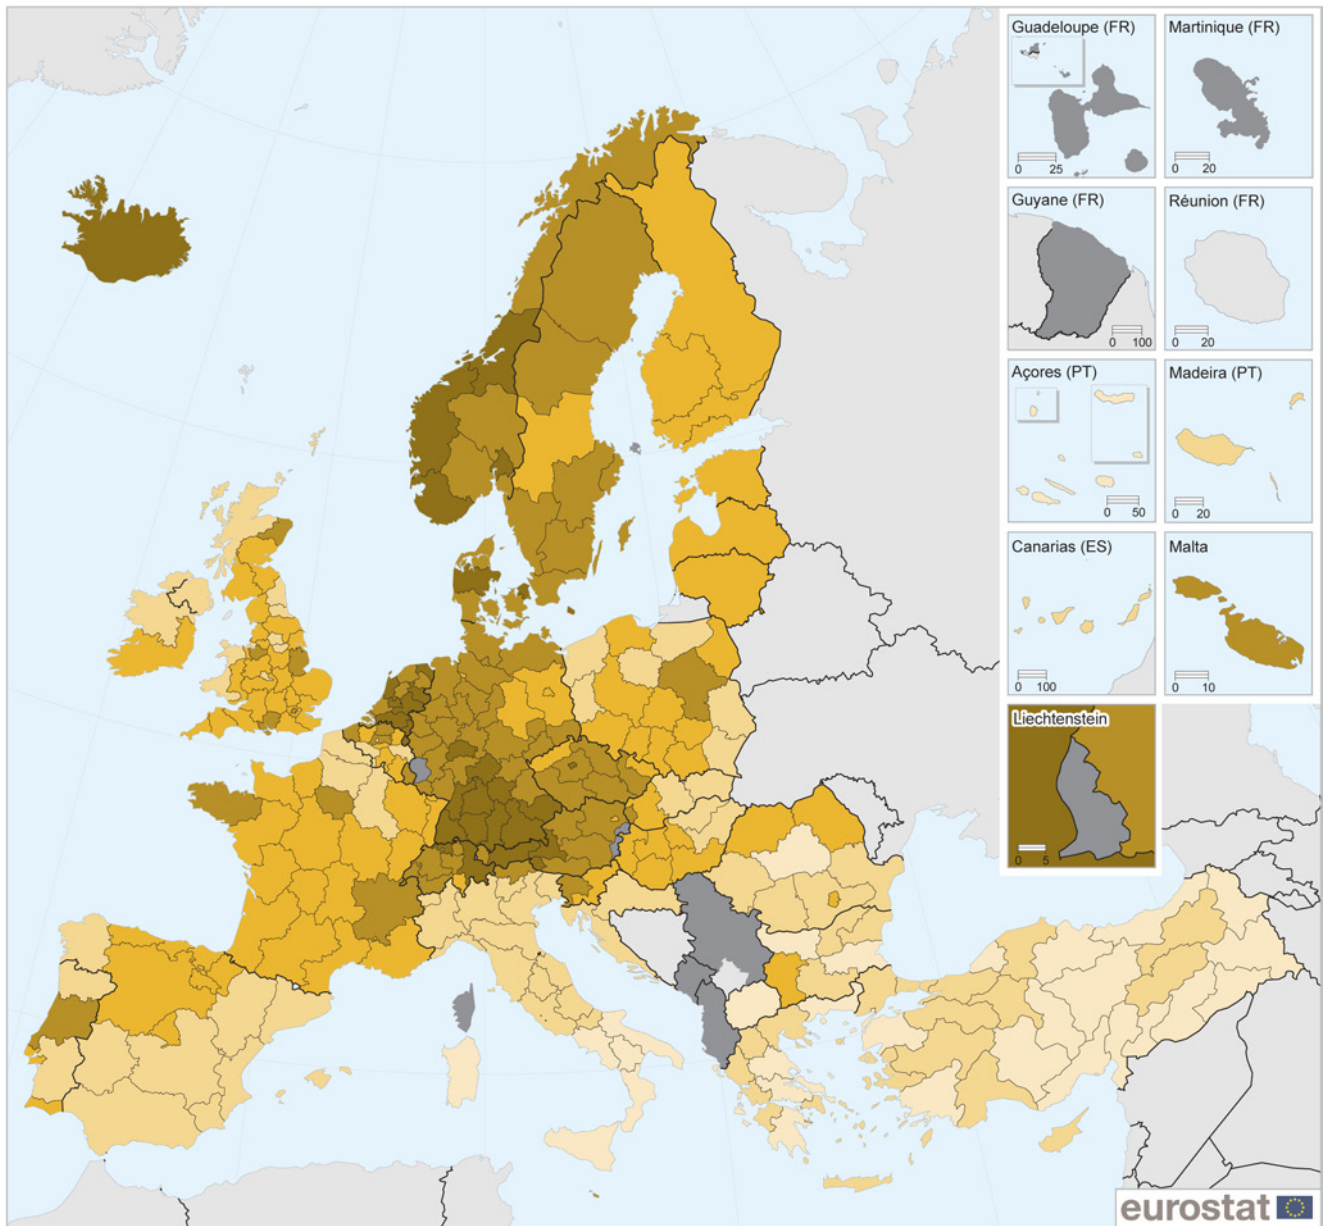 Guadeloupe (FR)
0 25
Martinique (FR)
0 20
Guyane (FR)
0 100
Réunion (FR)
0 20
Açores (PT)
0 50
Madeira (PT)
0 20
Canarias (ES)
0 100
Malta
0 10
Liechtenstein
0 5
eurostat